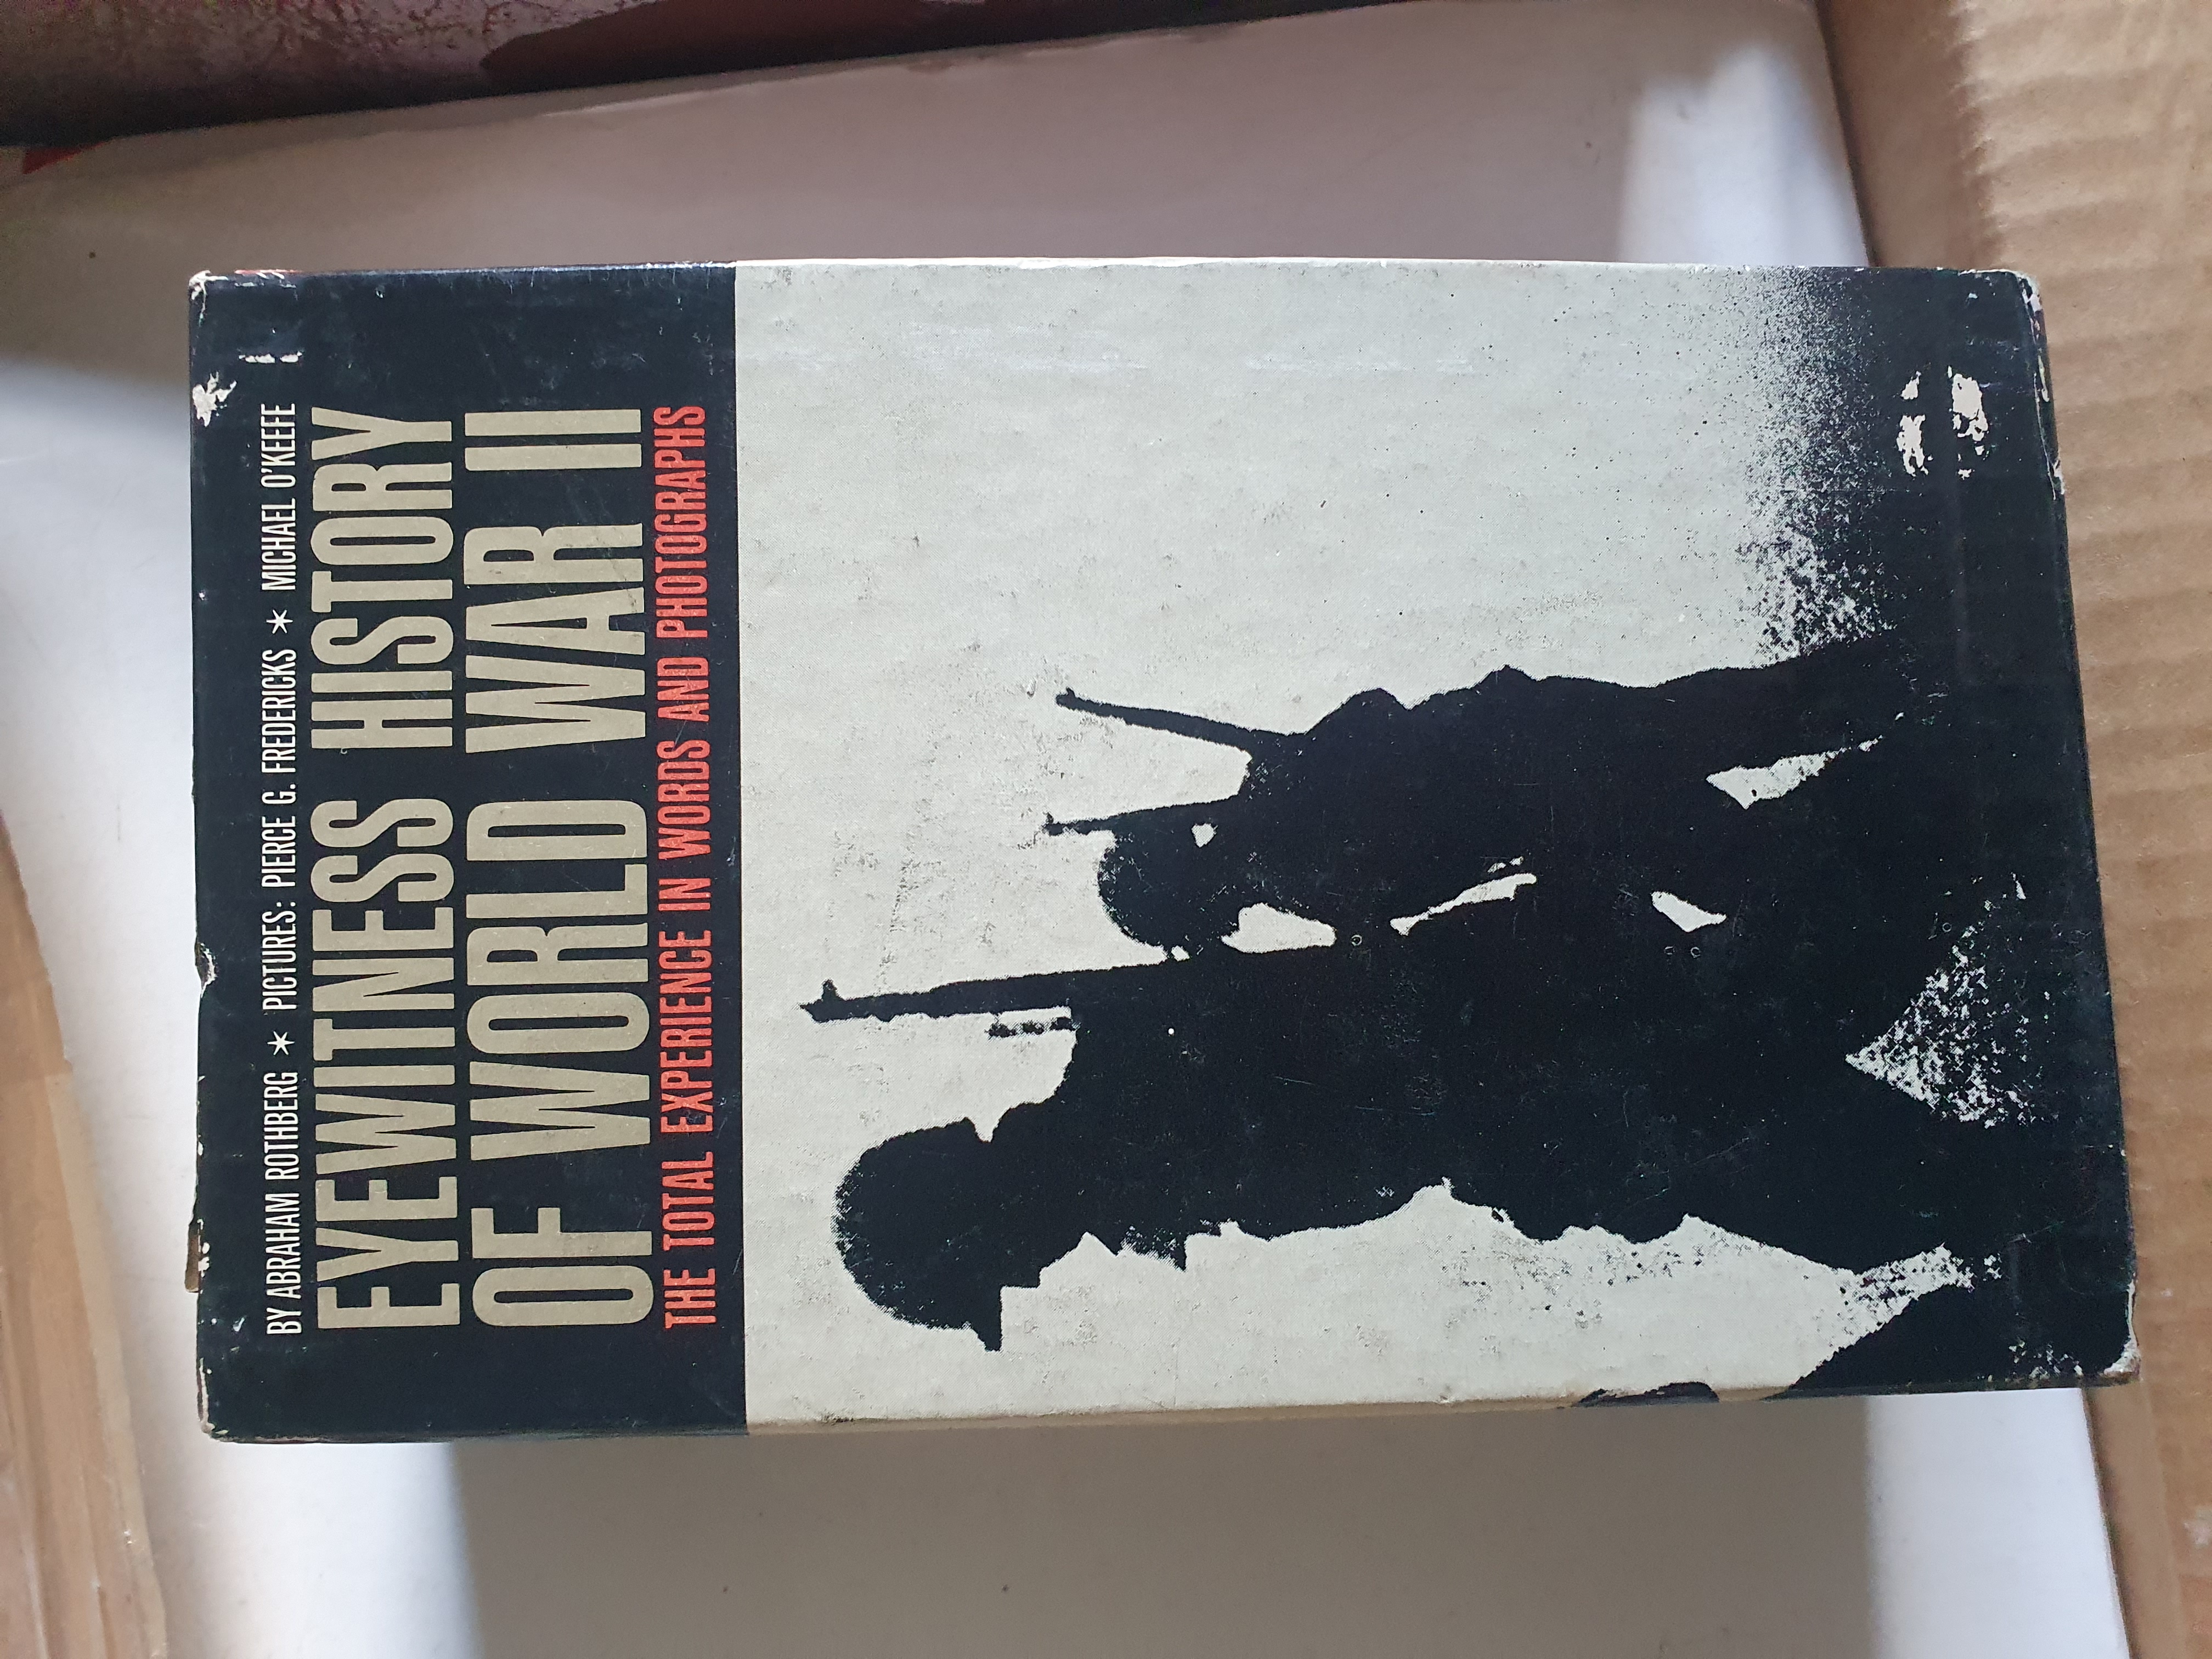 BY ABRAHAM ROTHBERG * PICTURES: PIERCE G. FREDERICKS * MICHAEL O'KEEFE
EYEWITNESS HISTORY
OF WORLD WAR II
THE TOTAL EXPERIENCE IN WORDS AND PHOTOGRAPHS